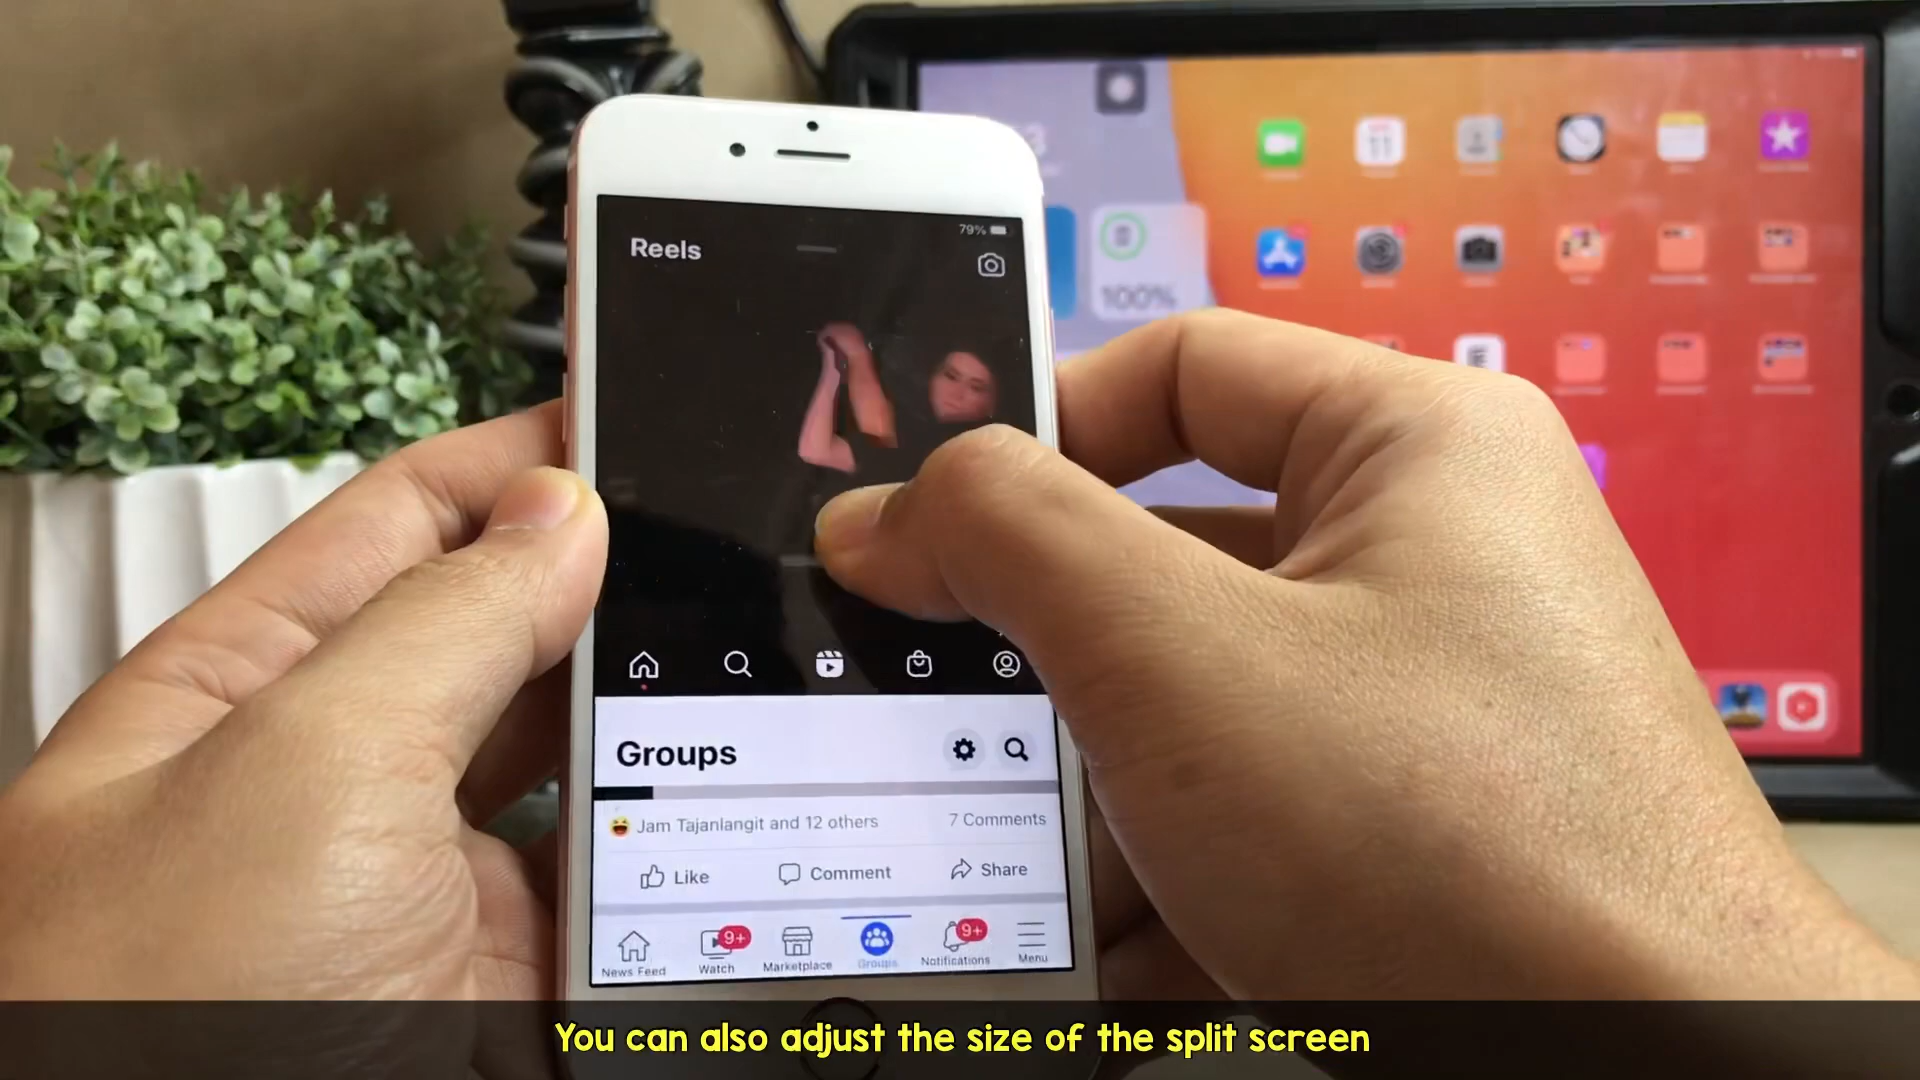 79%
Reels
11
100%
Groups
Jam Tajanlangit and 12 others 7 Comments
Like Comment Share
9+ 9+
News Feed Watch Marketplace Groups Notifications Menu
You can also adjust the size of the split screen